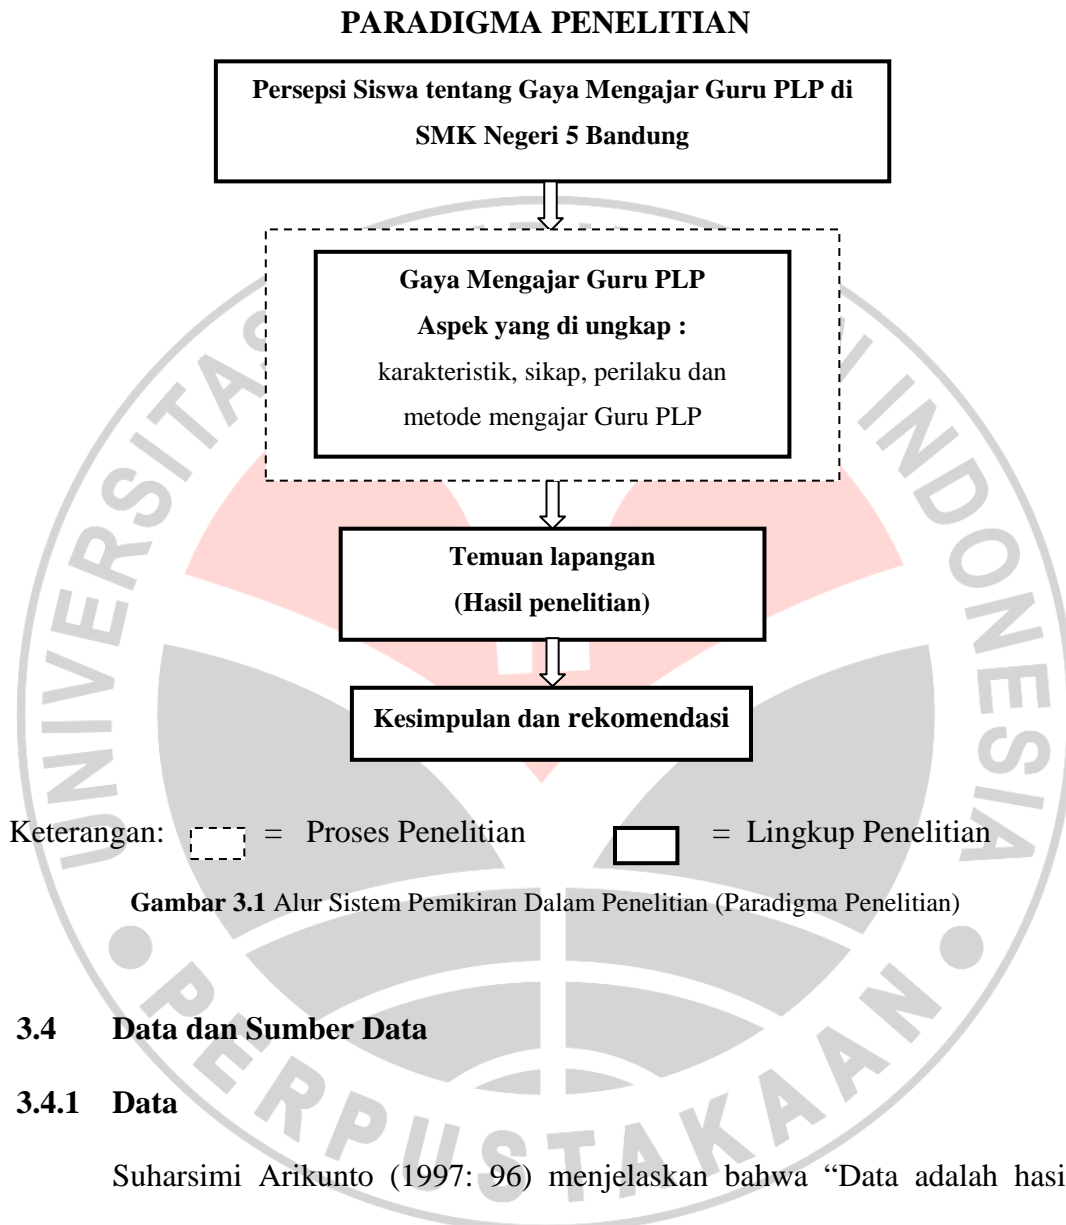 PARADIGMA PENELITIAN
Persepsi Siswa tentang Gaya Mengajar Guru PLP di
SMK Negeri 5 Bandung
Gaya Mengajar Guru PLP
Aspek yang di ungkap :
karakteristik, sikap, perilaku dan
metode mengajar Guru PLP
Temuan lapangan
(Hasil penelitian)
Kesimpulan dan rekomendasi
Keterangan: = Proses Penelitian = Lingkup Penelitian
Gambar 3.1 Alur Sistem Pemikiran Dalam Penelitian (Paradigma Penelitian)
3.4 Data dan Sumber Data
3.4.1 Data
Suharsimi Arikunto (1997: 96) menjelaskan bahwa “Data adalah hasi
UNIVERSITAS INDONESIA
PERPUSTAKAAN